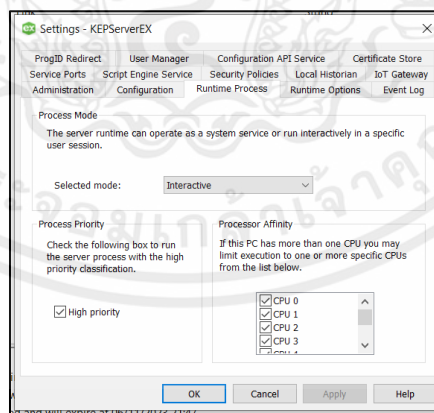 Settings - KEPServerEX
ProgID Redirect User Manager Configuration API Service Certificate Store
Service Ports Script Engine Service Security Policies Local Historian IoT Gateway
Administration Configuration Runtime Process Runtime Options Event Log
Process Mode
The server runtime can operate as a system service or run interactively in a specific
user session.
Selected mode: Interactive
Process Priority
Check the following box to run
the server process with the high
priority classification.
High priority
Processor Affinity
If this PC has more than one CPU you may
limit execution to one or more specific CPUs
from the list below.
CPU 0
CPU 1
CPU 2
CPU 3
OK Cancel Apply Help